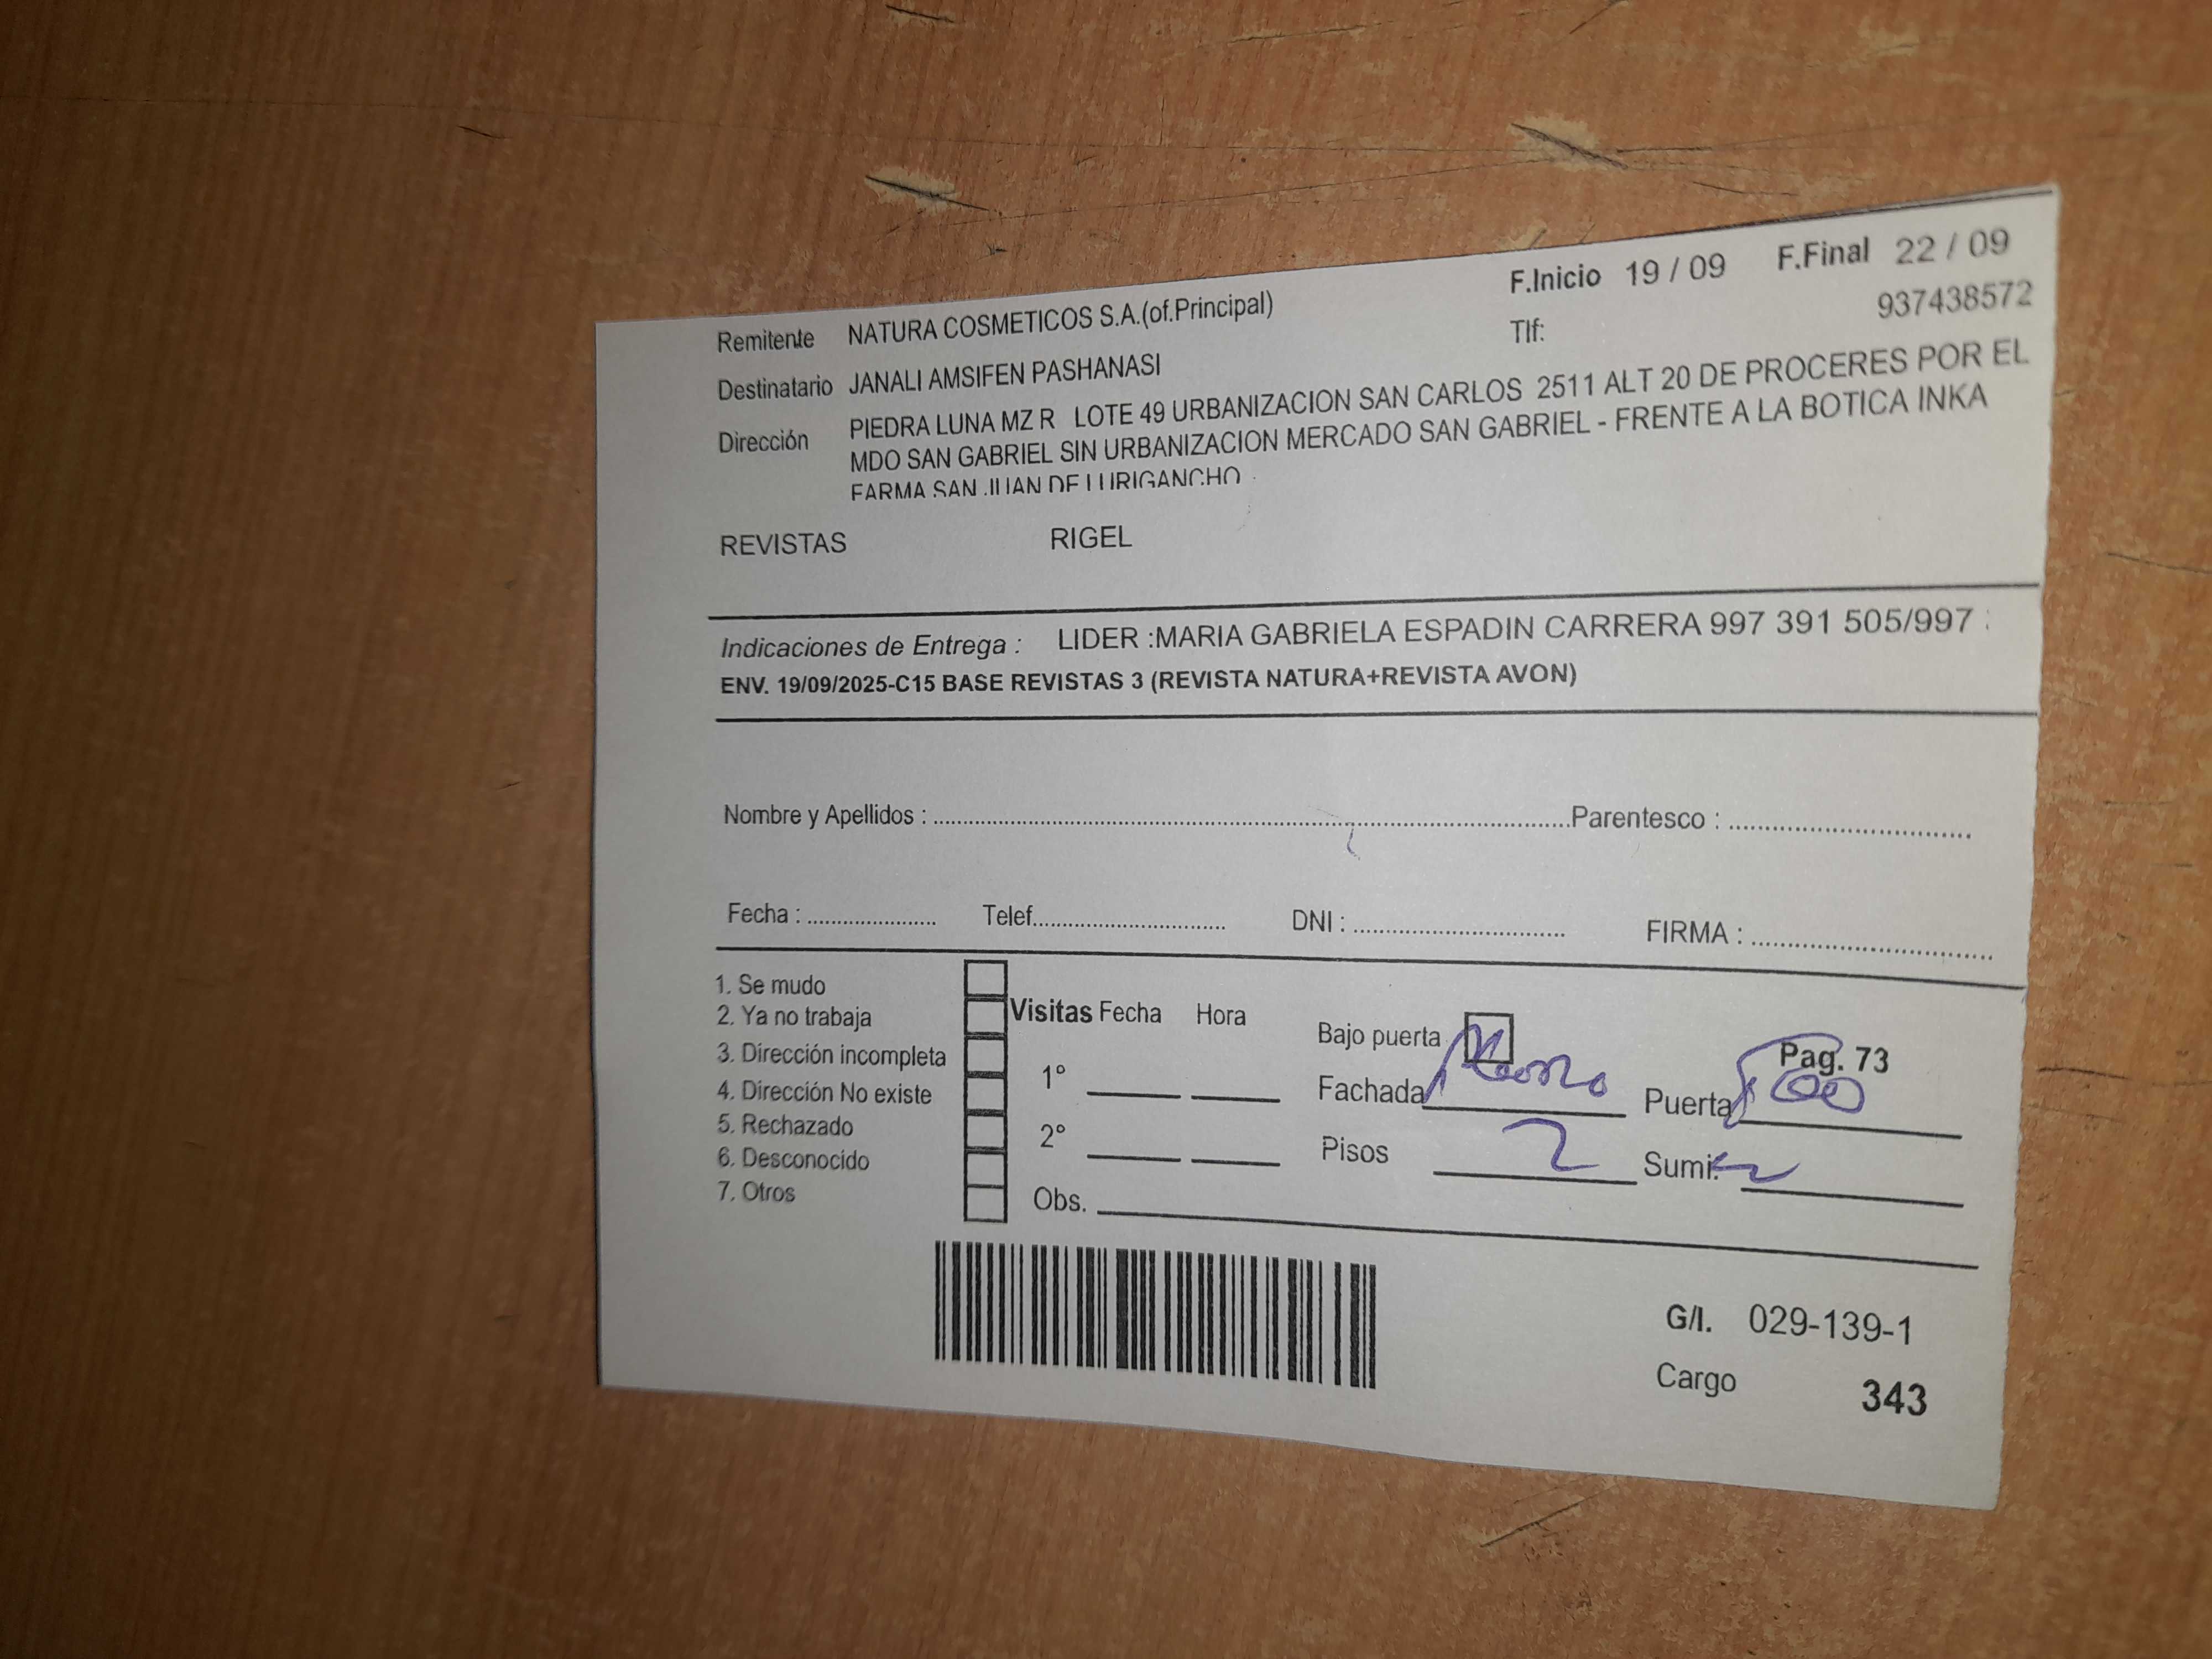 F.Inicio 19 / 09 F.Final 22 / 09
Remitente NATURA COSMETICOS S.A.(of.Principal) Tlf: 937438572
Destinatario JANALI AMSIFEN PASHANASI
Dirección PIEDRA LUNA MZ R LOTE 49 URBANIZACION SAN CARLOS 2511 ALT 20 DE PROCERES POR EL
MDO SAN GABRIEL SIN URBANIZACION MERCADO SAN GABRIEL - FRENTE A LA BOTICA INKA
FARMA SAN JUAN DE LURIGANCHO
REVISTAS RIGEL
Indicaciones de Entrega : LIDER :MARIA GABRIELA ESPADIN CARRERA 997 391 505/997
ENV. 19/09/2025-C15 BASE REVISTAS 3 (REVISTA NATURA+REVISTA AVON)
Nombre y Apellidos : Parentesco :
Fecha : Telef. DNI : FIRMA :
1. Se mudo
2. Ya no trabaja
3. Dirección incompleta
4. Dirección No existe
5. Rechazado
6. Desconocido
7. Otros
Visitas Fecha Hora
1°
2°
Obs.
Bajo puerta
Pag. 73
Fachada Puerta
Pisos 2 Sumi.
G/I. 029-139-1
Cargo 343